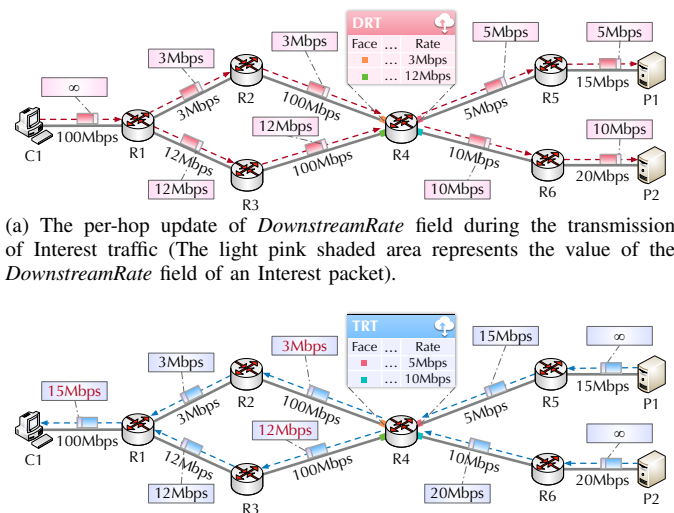 3Mbps
3Mbps
DRT
Face ... Rate
... 3Mbps
... 12Mbps
5Mbps
5Mbps
∞
R2
R5
15Mbps
P1
3Mbps
100Mbps
5Mbps
C1
100Mbps
R1
12Mbps
R4
10Mbps
12Mbps
100Mbps
10Mbps
12Mbps
R3
10Mbps
R6
20Mbps
P2
(a) The per-hop update of DownstreamRate field during the transmission
of Interest traffic (The light pink shaded area represents the value of the
DownstreamRate field of an Interest packet).
3Mbps
3Mbps
TRT
Face ... Rate
... 5Mbps
... 10Mbps
15Mbps
∞
15Mbps
R2
R5
15Mbps
P1
3Mbps
100Mbps
5Mbps
C1
100Mbps
R1
12Mbps
R4
∞
12Mbps
100Mbps
10Mbps
12Mbps
R3
20Mbps
R6
20Mbps
P2